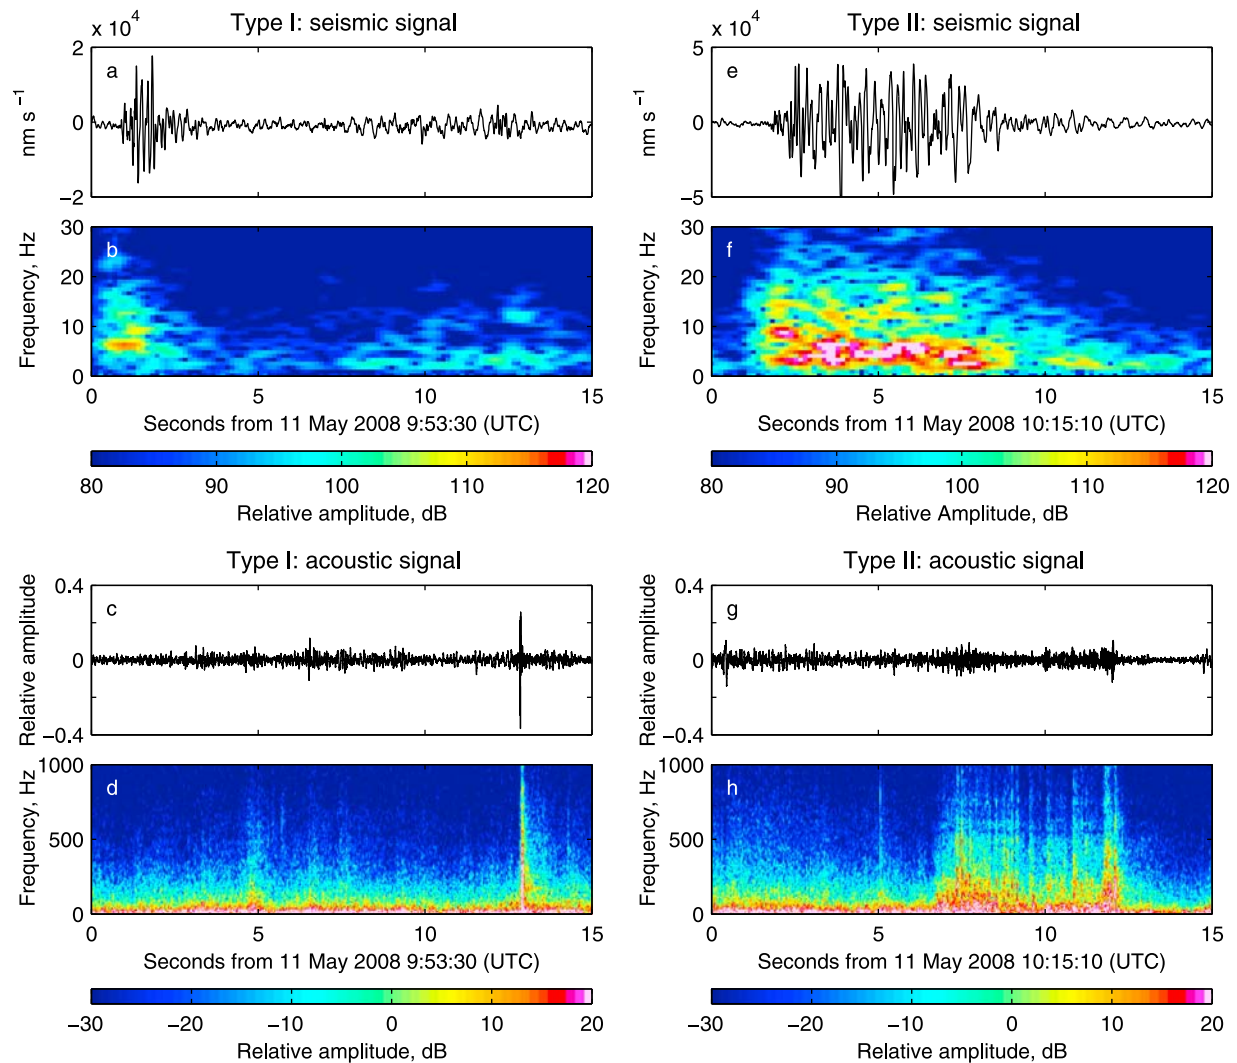 Type I: seismic signal
x 10^4
a
2
0
−2
nm s^−1
b
30
20
10
0
Frequency, Hz
0 5 10 15
Seconds from 11 May 2008 9:53:30 (UTC)
80 90 100 110 120
Relative amplitude, dB
Type II: seismic signal
x 10^4
e
5
0
−5
nm s^−1
f
30
20
10
0
Frequency, Hz
0 5 10 15
Seconds from 11 May 2008 10:15:10 (UTC)
80 90 100 110 120
Relative Amplitude, dB
Type I: acoustic signal
c
0.4
0
−0.4
Relative amplitude
d
1000
500
0
Frequency, Hz
0 5 10 15
Seconds from 11 May 2008 9:53:30 (UTC)
−30 −20 −10 0 10 20
Relative amplitude, dB
Type II: acoustic signal
g
0.4
0
−0.4
Relative amplitude
h
1000
500
0
Frequency, Hz
0 5 10 15
Seconds from 11 May 2008 10:15:10 (UTC)
−30 −20 −10 0 10 20
Relative amplitude, dB